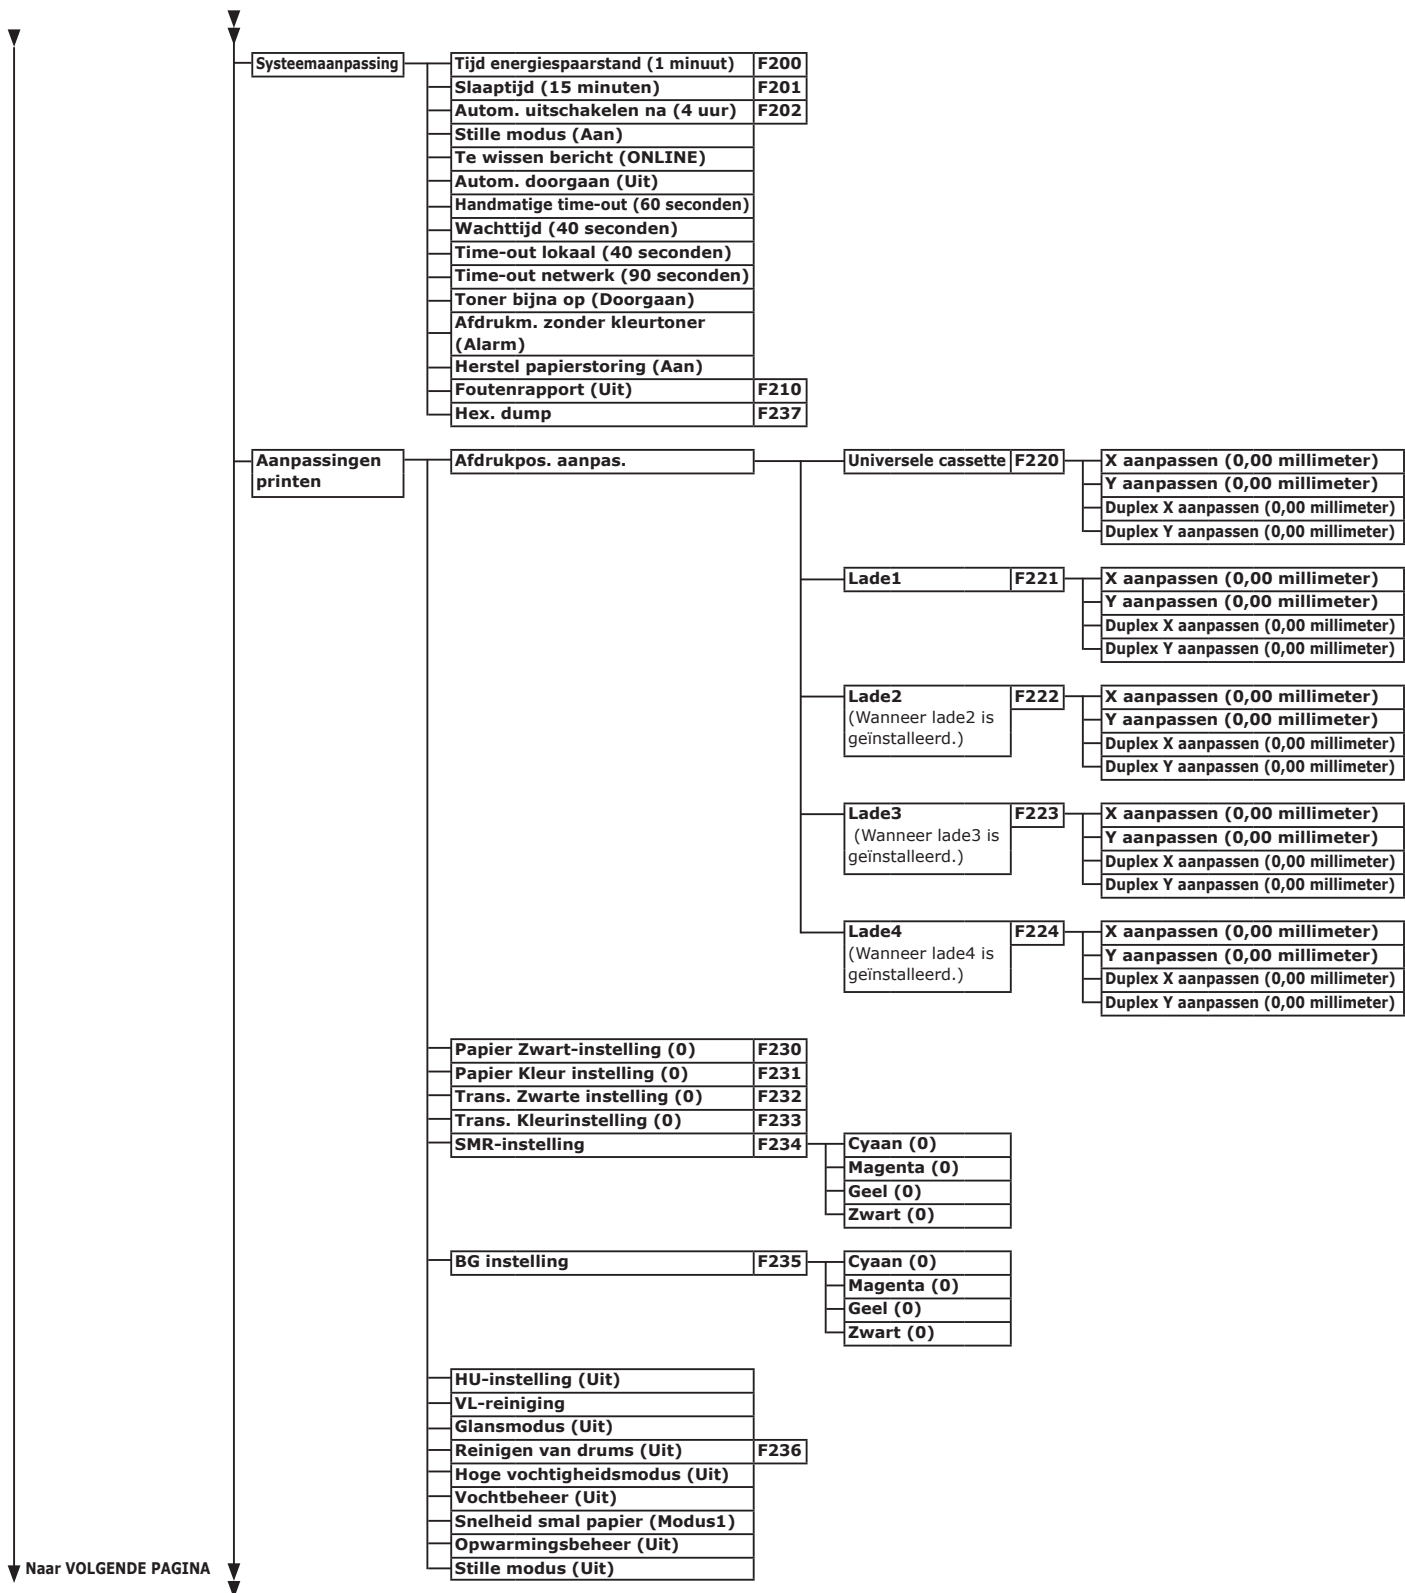 Systeemaanpassing
Tijd energiespaarstand (1 minuut) F200
Slaaptijd (15 minuten) F201
Autom. uitschakelen na (4 uur) F202
Stille modus (Aan)
Te wissen bericht (ONLINE)
Autom. doorgaan (Uit)
Handmatige time-out (60 seconden)
Wachttijd (40 seconden)
Time-out lokaal (40 seconden)
Time-out netwerk (90 seconden)
Toner bijna op (Doorgaan)
Afdrukm. zonder kleurtoner
(Alarm)
Herstel papierstoring (Aan)
Foutenrapport (Uit) F210
Hex. dump F237
Aanpassingen
printen
Afdrukpos. aanpas.
Universele cassette F220
X aanpassen (0,00 millimeter)
Y aanpassen (0,00 millimeter)
Duplex X aanpassen (0,00 millimeter)
Duplex Y aanpassen (0,00 millimeter)
Lade1 F221
X aanpassen (0,00 millimeter)
Y aanpassen (0,00 millimeter)
Duplex X aanpassen (0,00 millimeter)
Duplex Y aanpassen (0,00 millimeter)
Lade2 F222
(Wanneer lade2 is
geïnstalleerd.)
X aanpassen (0,00 millimeter)
Y aanpassen (0,00 millimeter)
Duplex X aanpassen (0,00 millimeter)
Duplex Y aanpassen (0,00 millimeter)
Lade3 F223
(Wanneer lade3 is
geïnstalleerd.)
X aanpassen (0,00 millimeter)
Y aanpassen (0,00 millimeter)
Duplex X aanpassen (0,00 millimeter)
Duplex Y aanpassen (0,00 millimeter)
Lade4 F224
(Wanneer lade4 is
geïnstalleerd.)
X aanpassen (0,00 millimeter)
Y aanpassen (0,00 millimeter)
Duplex X aanpassen (0,00 millimeter)
Duplex Y aanpassen (0,00 millimeter)
Papier Zwart-instelling (0) F230
Papier Kleur instelling (0) F231
Trans. Zwarte instelling (0) F232
Trans. Kleurinstelling (0) F233
SMR-instelling F234
Cyaan (0)
Magenta (0)
Geel (0)
Zwart (0)
BG instelling F235
Cyaan (0)
Magenta (0)
Geel (0)
Zwart (0)
HU-instelling (Uit)
VL-reiniging
Glansmodus (Uit)
Reinigen van drums (Uit) F236
Hoge vochtigheidsmodus (Uit)
Vochtbeheer (Uit)
Snelheid smal papier (Modus1)
Opwarmingsbeheer (Uit)
Stille modus (Uit)
Naar VOLGENDE PAGINA